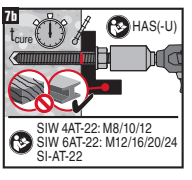 7b
tcure
HAS(-U)
SIW 4AT-22: M8/10/12
SIW 6AT-22: M12/16/20/24
SI-AT-22